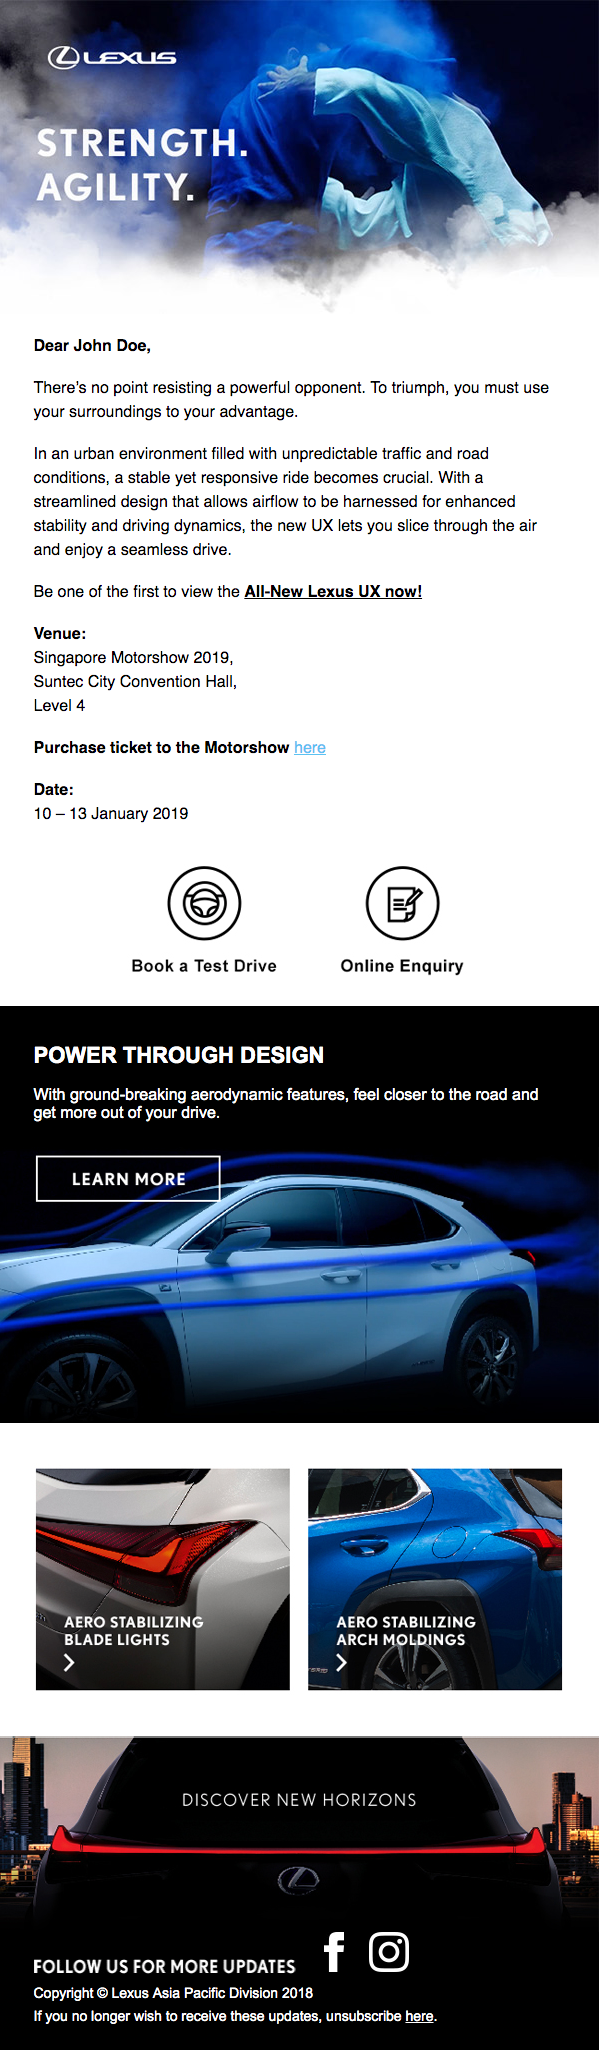 LEXUS
STRENGTH.
AGILITY.
Dear John Doe,
There's no point resisting a powerful opponent. To triumph, you must use
your surroundings to your advantage.
In an urban environment filled with unpredictable traffic and road
conditions, a stable yet responsive ride becomes crucial. With a
streamlined design that allows airflow to be harnessed for enhanced
stability and driving dynamics, the new UX lets you slice through the air
and enjoy a seamless drive.
Be one of the first to view the All-New Lexus UX now!
Venue:
Singapore Motorshow 2019,
Suntec City Convention Hall,
Level 4
Purchase ticket to the Motorshow here
Date:
10 – 13 January 2019
Book a Test Drive
Online Enquiry
POWER THROUGH DESIGN
With ground-breaking aerodynamic features, feel closer to the road and
get more out of your drive.
LEARN MORE
AERO STABILIZING
BLADE LIGHTS
AERO STABILIZING
ARCH MOLDINGS
DISCOVER NEW HORIZONS
FOLLOW US FOR MORE UPDATES
Copyright © Lexus Asia Pacific Division 2018
If you no longer wish to receive these updates, unsubscribe here.